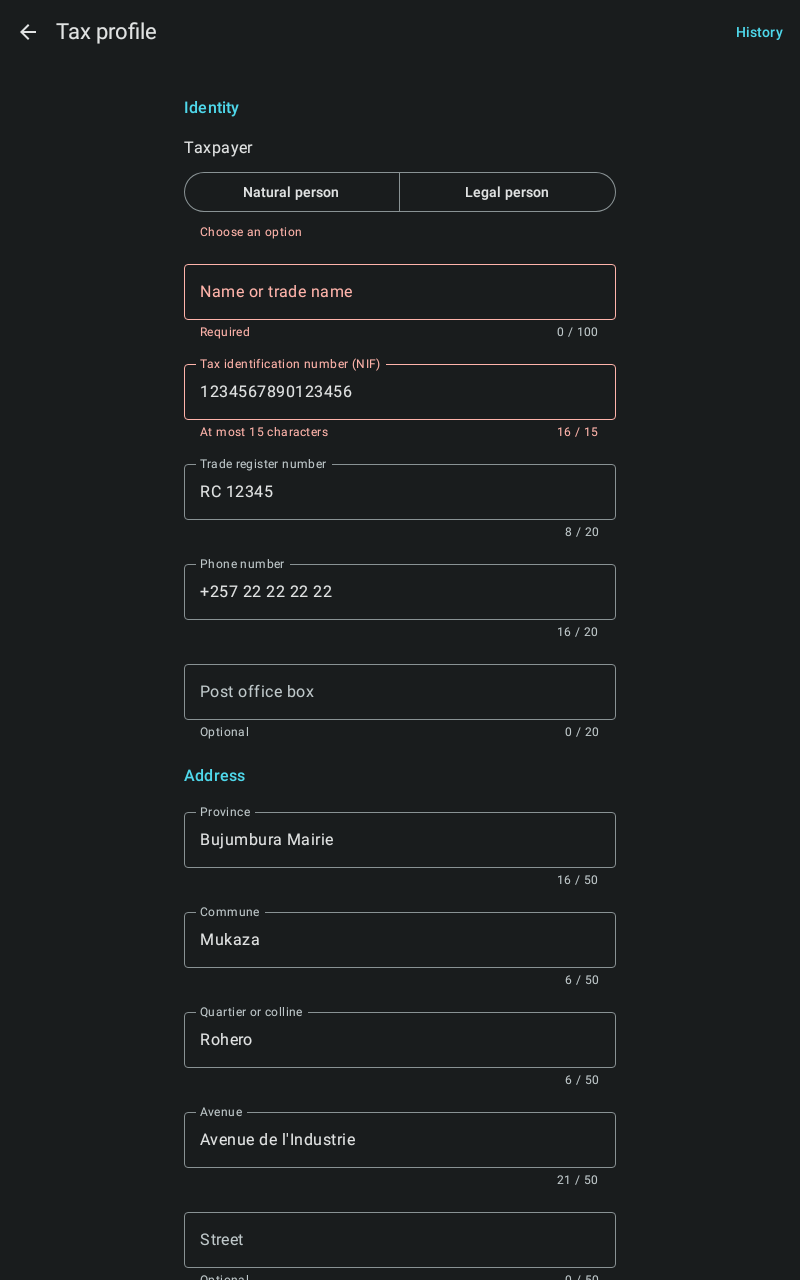 Tax profile
History
Identity
Taxpayer
Natural person
Legal person
Choose an option
Name or trade name
Required
0 / 100
Tax identification number (NIF)
1234567890123456
At most 15 characters
16 / 15
Trade register number
RC 12345
8 / 20
Phone number
+257 22 22 22 22
16 / 20
Post office box
Optional
0 / 20
Address
Province
Bujumbura Mairie
16 / 50
Commune
Mukaza
6 / 50
Quartier or colline
Rohero
6 / 50
Avenue
Avenue de l'Industrie
21 / 50
Street
Optional
0 / 50